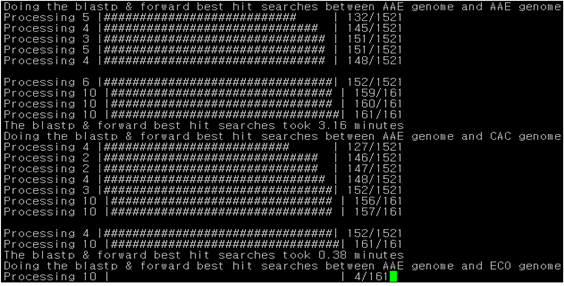 Doing the blastp & forward best hit searches between AAE genome and AAE genome
Processing 5 |###########################     | 132/1521
Processing 4 |##############################  | 145/1521
Processing 3 |############################### | 151/1521
Processing 5 |############################### | 151/1521
Processing 4 |############################### | 148/1521
Processing 6 |################################| 152/1521
Processing 10 |################################ | 159/161
Processing 10 |################################ | 160/161
Processing 10 |#################################| 161/161
The blastp & forward best hit searches took 3.16 minutes
Doing the blastp & forward best hit searches between AAE genome and CAC genome
Processing 4 |##########################      | 127/1521
Processing 2 |##############################  | 146/1521
Processing 2 |##############################  | 147/1521
Processing 4 |############################### | 148/1521
Processing 3 |################################| 152/1521
Processing 10 |################################ | 156/161
Processing 10 |################################ | 157/161
Processing 4 |################################| 152/1521
Processing 10 |#################################| 161/161
The blastp & forward best hit searches took 0.38 minutes
Doing the blastp & forward best hit searches between AAE genome and ECO genome
Processing 10 |                                 | 4/161